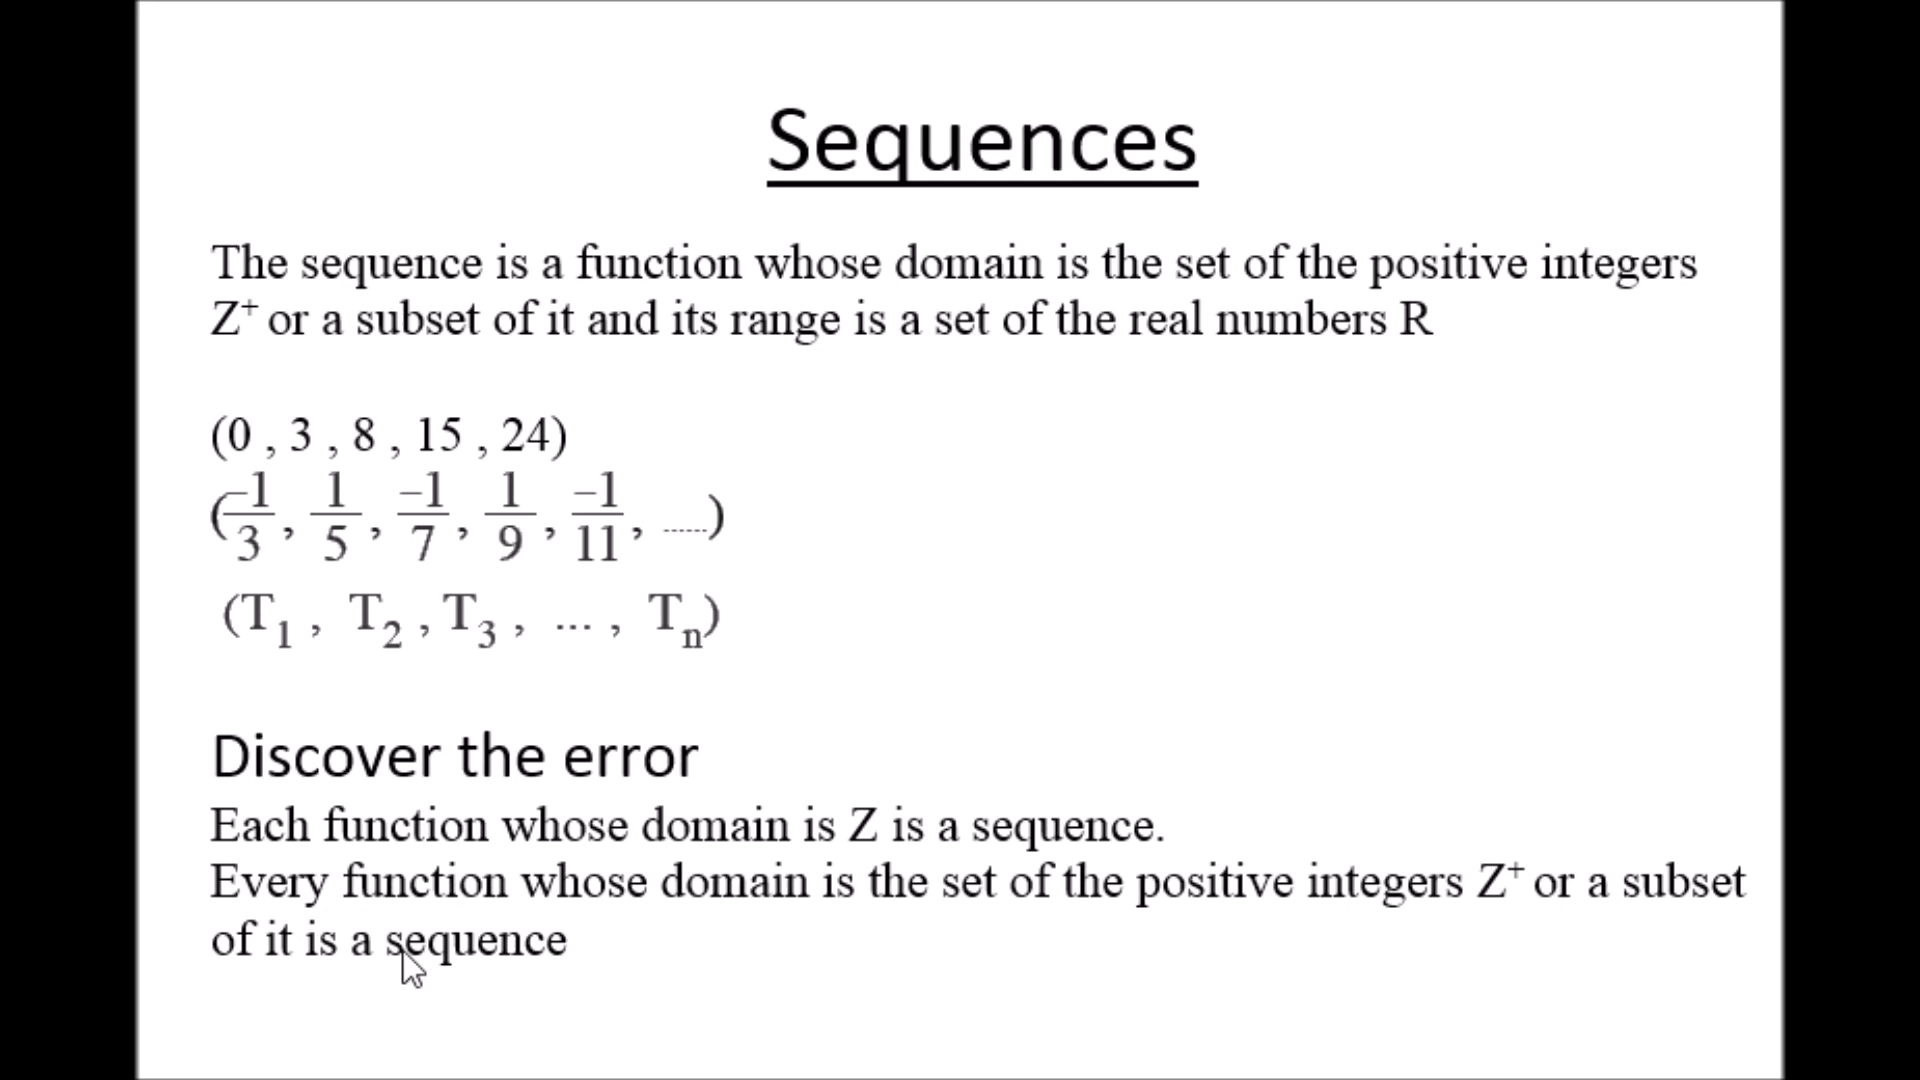 Sequences
The sequence is a function whose domain is the set of the positive integers
Z⁺ or a subset of it and its range is a set of the real numbers R
(0 , 3 , 8 , 15 , 24)
(–1/3, 1/5, –1/7, 1/9, –1/11, ......)
(T₁ , T₂ , T₃ , ... , Tₙ)
Discover the error
Each function whose domain is Z is a sequence.
Every function whose domain is the set of the positive integers Z⁺ or a subset
of it is a sequence